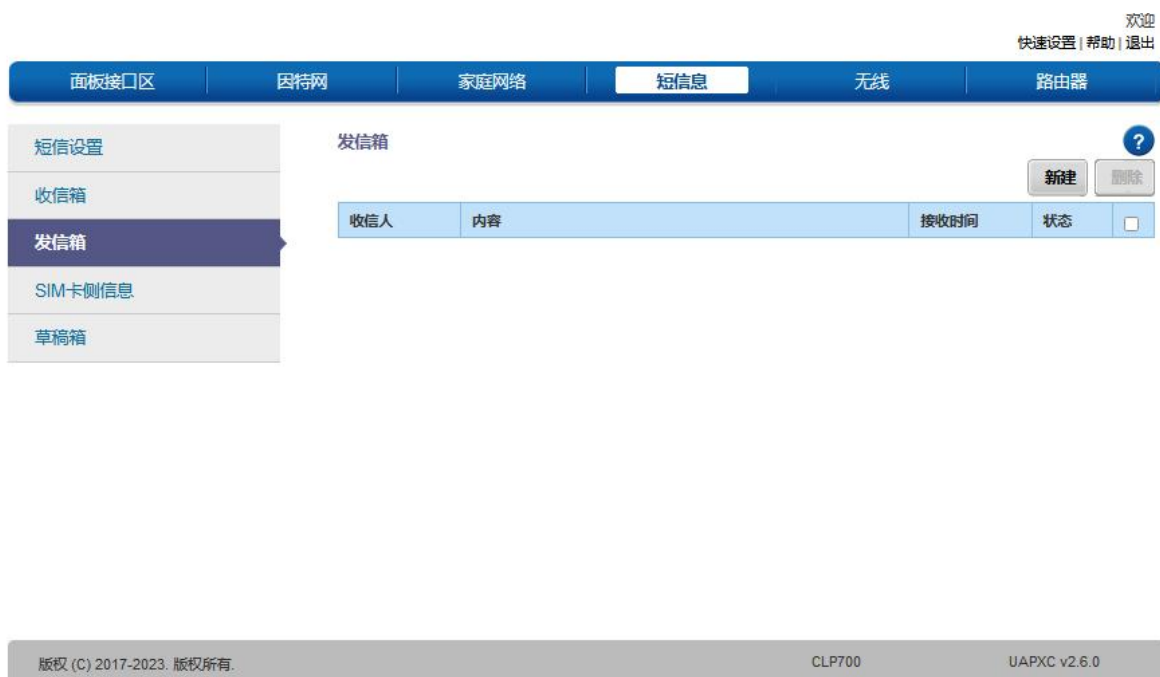 欢迎
快速设置 | 帮助 | 退出
面板接口区 因特网 家庭网络 短信息 无线 路由器
短信设置
收信箱
发信箱
SIM卡侧信息
草稿箱
发信箱
?
新建 删除
收信人 内容 接收时间 状态
版权 (C) 2017-2023. 版权所有. CLP700 UAPXC v2.6.0